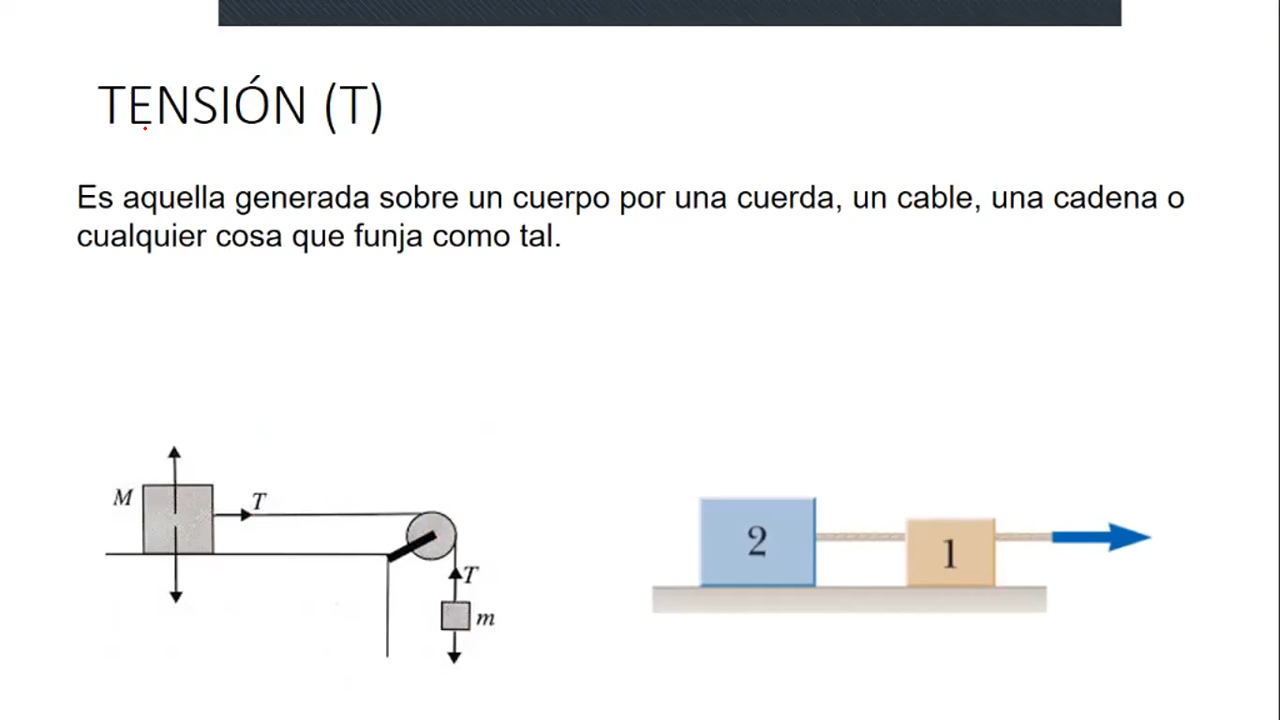 TENSIÓN (T)
Es aquella generada sobre un cuerpo por una cuerda, un cable, una cadena o
cualquier cosa que funja como tal.
M
T
T
m
2
1